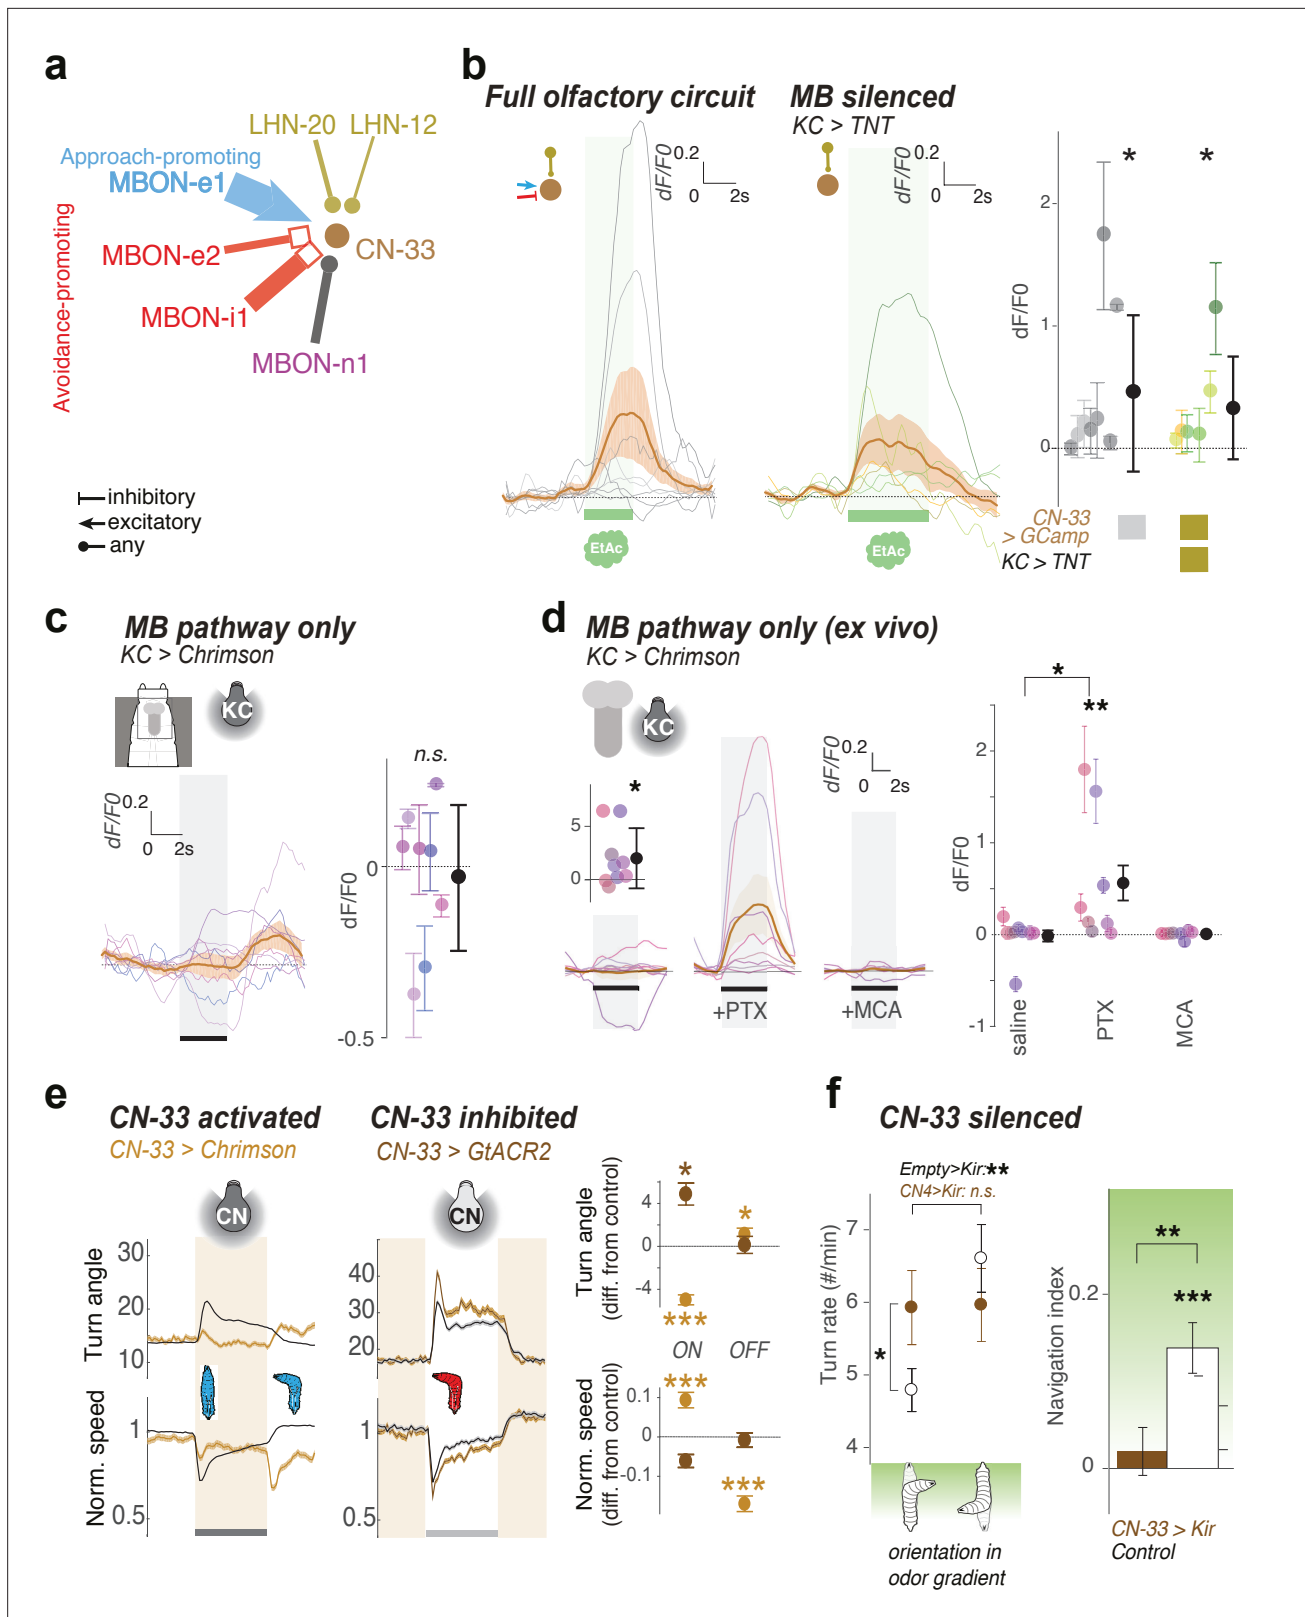 a
LHN-20 LHN-12
Approach-promoting
MBON-e1
Avoidance-promoting
MBON-e2
CN-33
MBON-i1
MBON-n1
inhibitory
excitatory
any
b
Full olfactory circuit
MB silenced
KC > TNT
dF/F0
0.2
0 2s
dF/F0
0.2
0 2s
EtAc
EtAc
dF/F0
2
1
0
* *
CN-33
> GCamp
KC > TNT
c
MB pathway only
KC > Chrimson
KC
dF/F0
0.2
0 2s
n.s.
dF/F0
0
-0.5
d
MB pathway only (ex vivo)
KC > Chrimson
KC
dF/F0
0.2
0 2s
*
5
0
+PTX
+MCA
*
**
dF/F0
2
1
0
-1
saline
PTX
MCA
e
CN-33 activated
CN-33 > Chrimson
CN
CN-33 inhibited
CN-33 > GtACR2
CN
Turn angle
30
20
10
40
30
20
Norm. speed
1
0.5
1
0.5
Turn angle
(diff. from control)
4
0
-4
*
*
***
ON OFF
Norm. speed
(diff. from control)
0.1
0
-0.1
***
***
f
CN-33 silenced
Empty>Kir:**
CN4>Kir: n.s.
Turn rate (#/min)
7
6
5
4
*
orientation in
odor gradient
Navigation index
0.2
0
**
***
CN-33 > Kir
Control